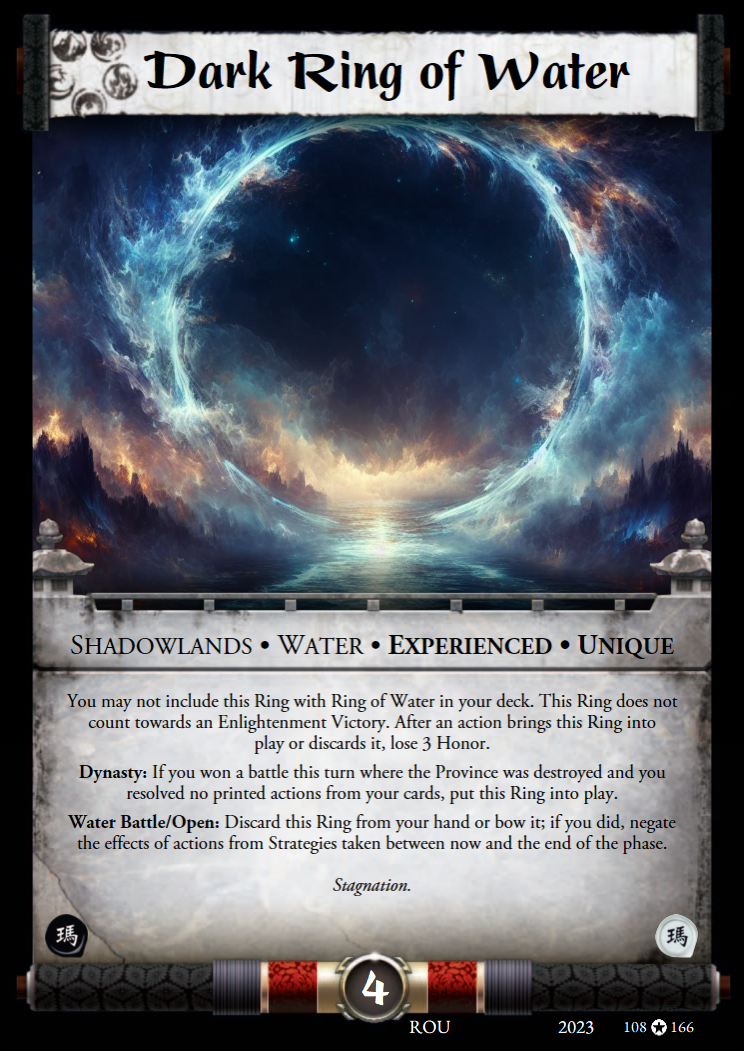 Dark Ring of Water
SHADOWLANDS • WATER • EXPERIENCED • UNIQUE
You may not include this Ring with Ring of Water in your deck. This Ring does not
count towards an Enlightenment Victory. After an action brings this Ring into
play or discards it, lose 3 Honor.
Dynasty: If you won a battle this turn where the Province was destroyed and you
resolved no printed actions from your cards, put this Ring into play.
Water Battle/Open: Discard this Ring from your hand or bow it; if you did, negate
the effects of actions from Strategies taken between now and the end of the phase.
Stagnation.
瑪 瑪
4
ROU 2023 108 ✪ 166